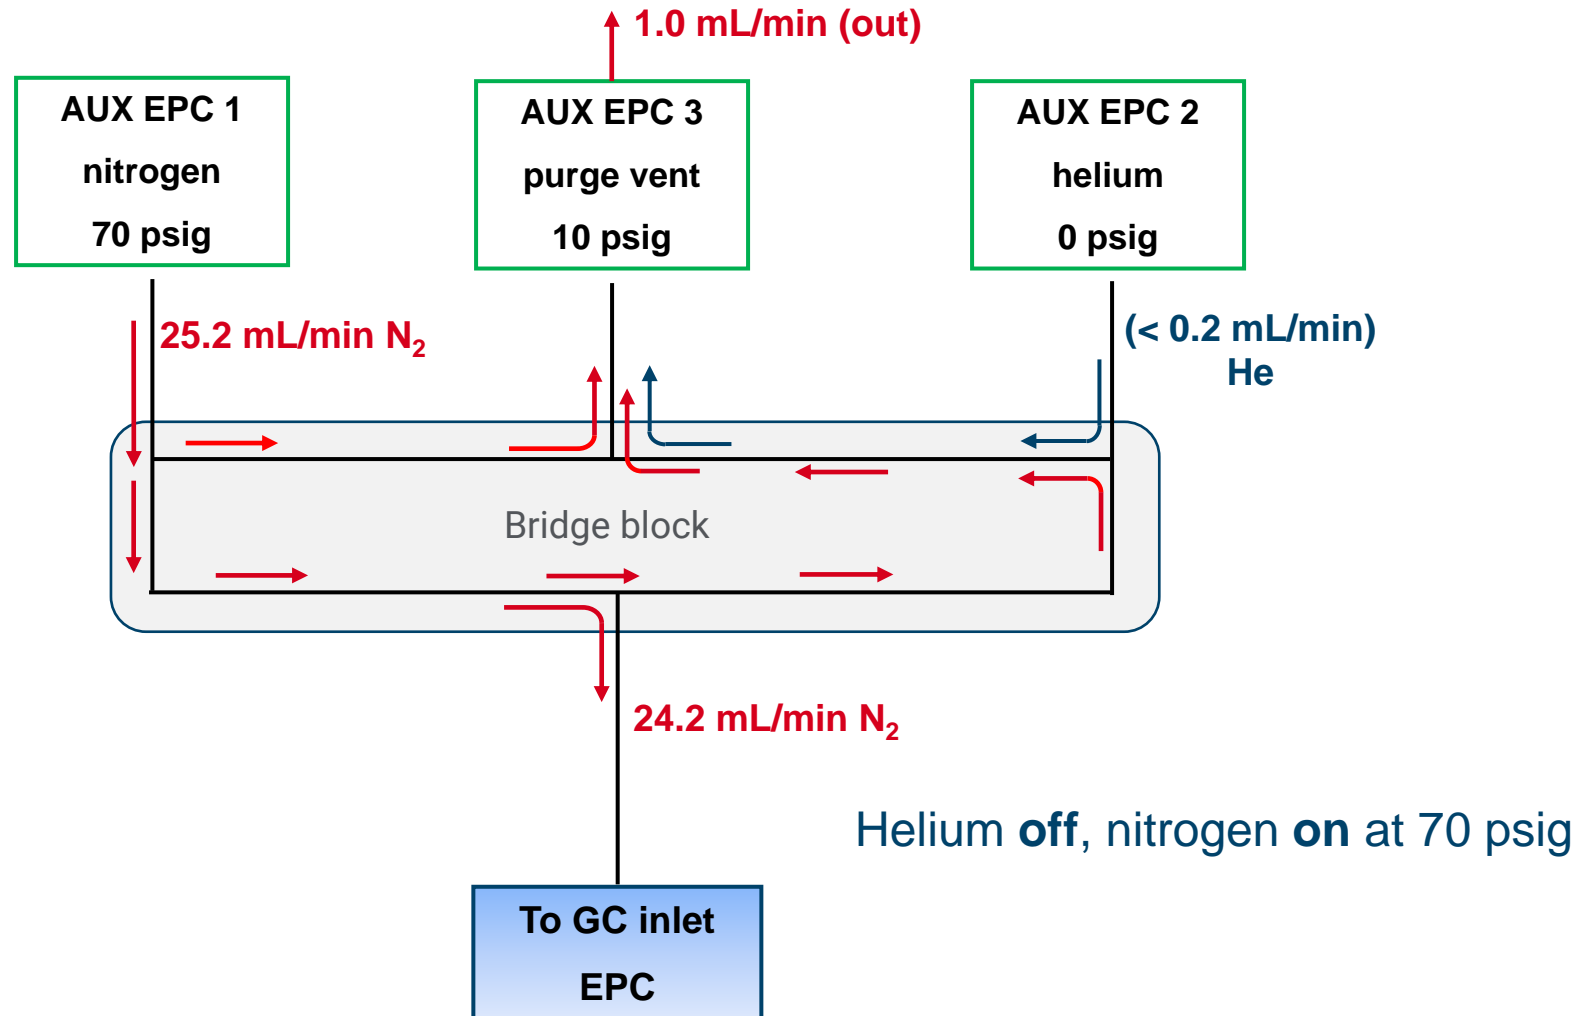 1.0 mL/min (out)
AUX EPC 1
nitrogen
70 psig
AUX EPC 3
purge vent
10 psig
AUX EPC 2
helium
0 psig
25.2 mL/min N₂
(< 0.2 mL/min)
He
Bridge block
24.2 mL/min N₂
Helium off, nitrogen on at 70 psig
To GC inlet
EPC